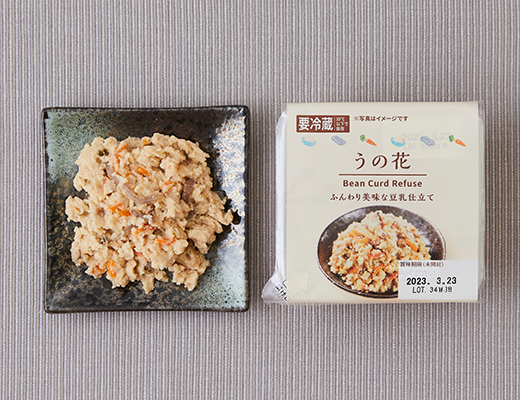 要冷蔵
10℃
以下で
保存
※写真はイメージです
うの花
Bean Curd Refuse
ふんわり美味な豆乳仕立て
賞味期限(未開封)
2023. 3.23
LOT. 34M.1B